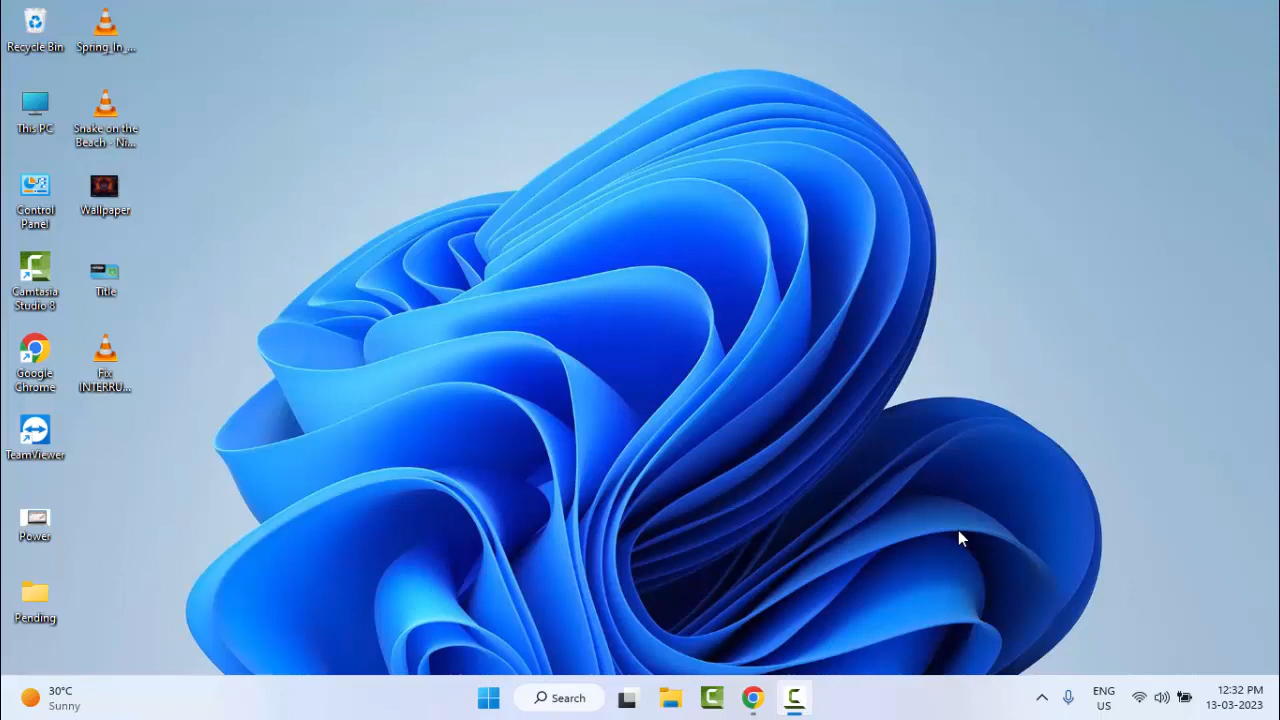 Recycle Bin
Spring_In_...
This PC
Snake on the
Beach - Ni...
Control
Panel
Wallpaper
Camtasia
Studio 8
Title
Google
Chrome
Fix
INTERRU...
TeamViewer
Power
Pending
30°C
Sunny
Search
ENG
US
12:32 PM
13-03-2023